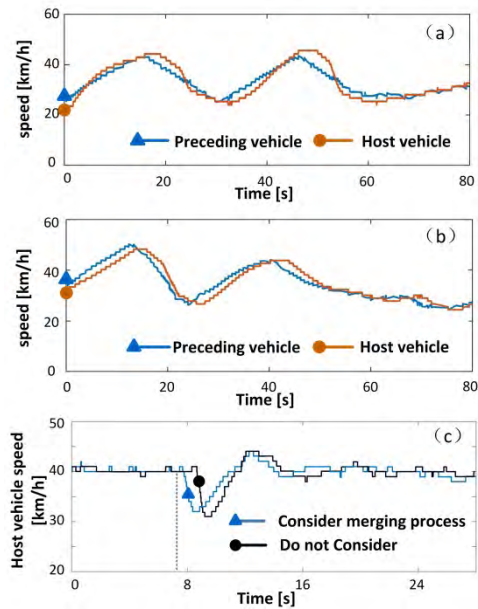 60
40
20
0
speed [km/h]
(a)
Preceding vehicle
Host vehicle
0
20
40
60
80
Time [s]
60
40
20
0
speed [km/h]
(b)
Preceding vehicle
Host vehicle
0
20
40
60
80
Time [s]
50
40
30
20
Host vehicle speed
[km/h]
(c)
Consider merging process
Do not Consider
0
8
16
24
Time [s]